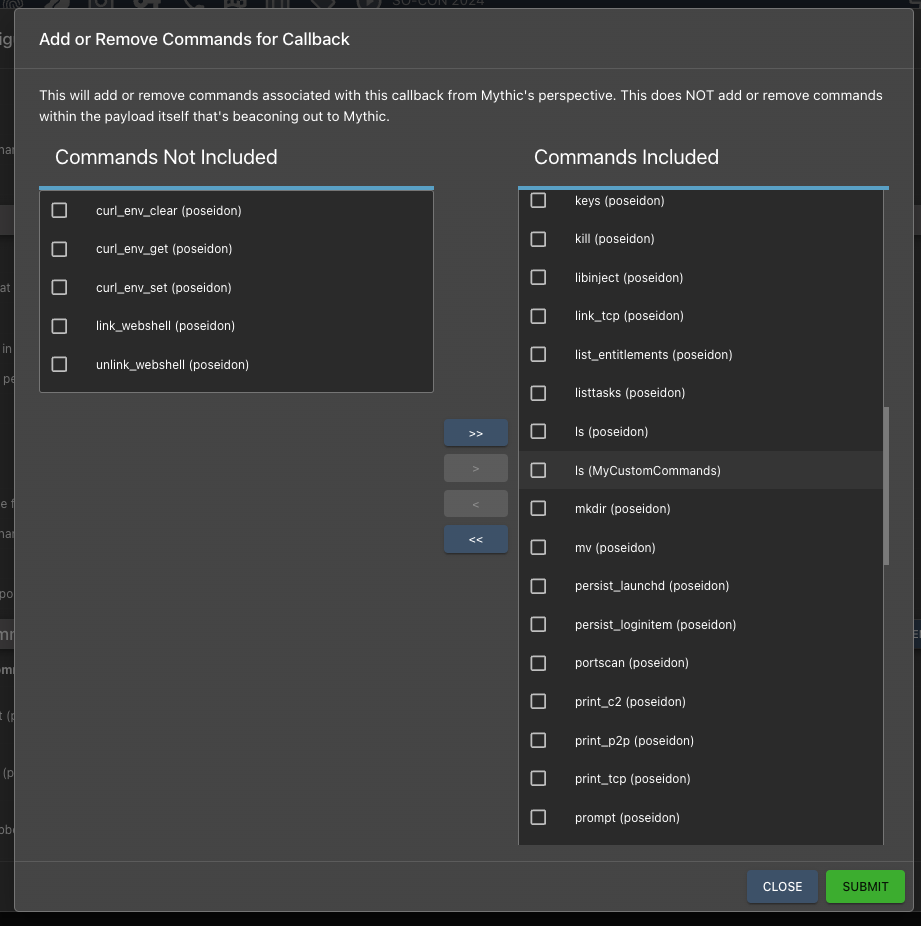 SO-CON 2024
Add or Remove Commands for Callback
This will add or remove commands associated with this callback from Mythic's perspective. This does NOT add or remove commands
within the payload itself that's beaconing out to Mythic.
Commands Not Included
curl_env_clear (poseidon)
curl_env_get (poseidon)
curl_env_set (poseidon)
link_webshell (poseidon)
unlink_webshell (poseidon)
>>
>
<
<<
Commands Included
keys (poseidon)
kill (poseidon)
libinject (poseidon)
link_tcp (poseidon)
list_entitlements (poseidon)
listtasks (poseidon)
ls (poseidon)
ls (MyCustomCommands)
mkdir (poseidon)
mv (poseidon)
persist_launchd (poseidon)
persist_loginitem (poseidon)
portscan (poseidon)
print_c2 (poseidon)
print_p2p (poseidon)
print_tcp (poseidon)
prompt (poseidon)
CLOSE
SUBMIT